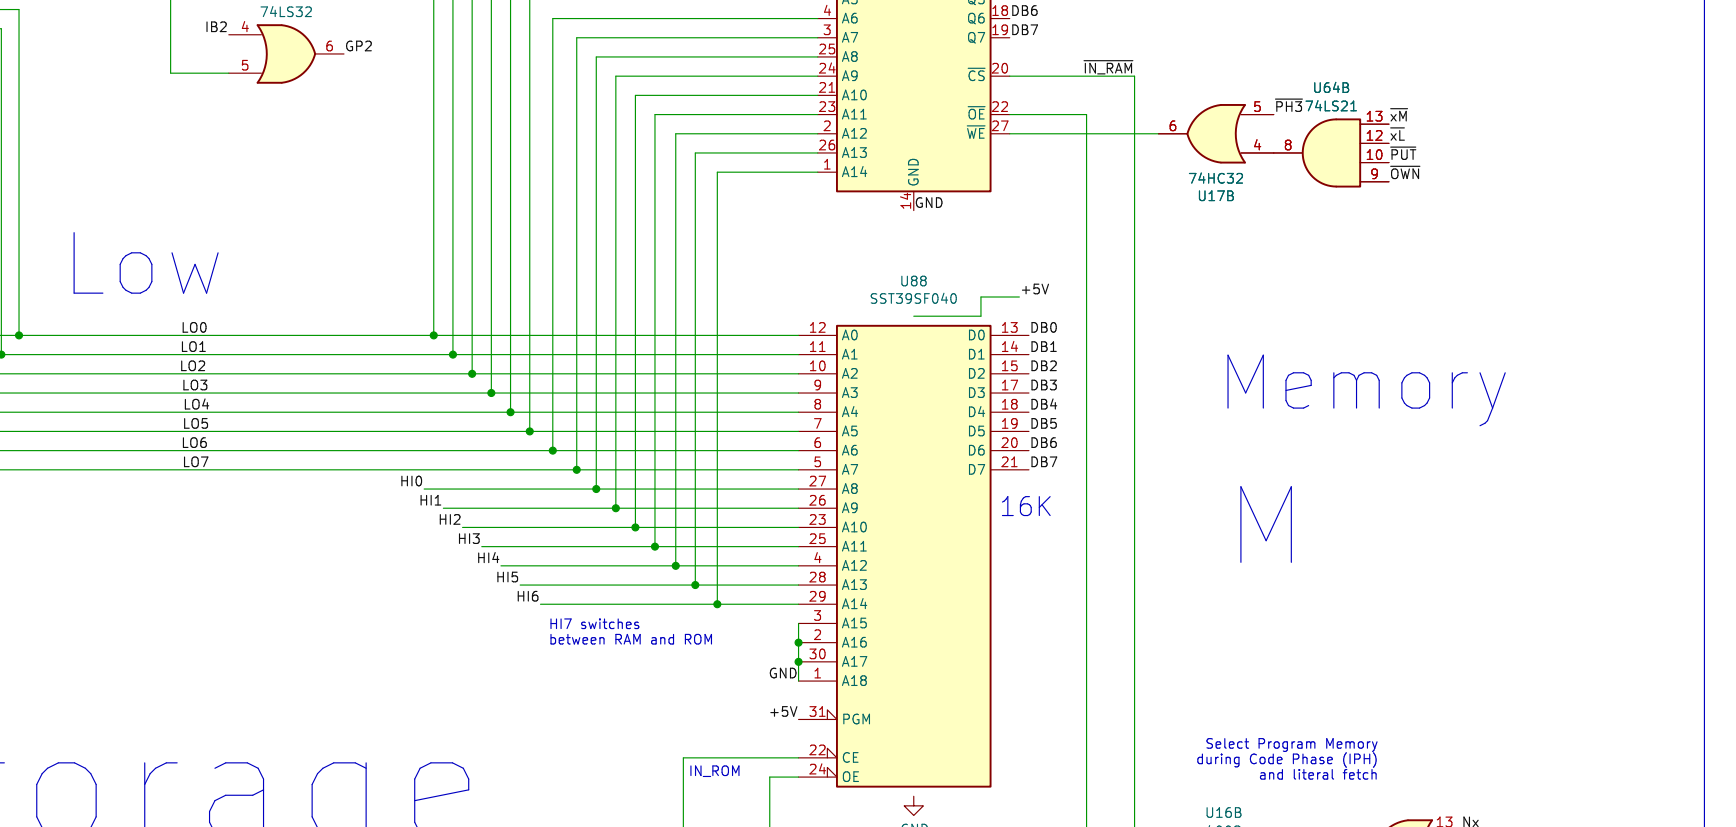 74LS32
IB2 4
5
6 GP2
4 A6
3 A7
25 A8
24 A9
21 A10
23 A11
2 A12
26 A13
1 A14
Q6 18 DB6
Q7 19 DB7
CS 20
OE 22
WE 27
GND
14 GND
IN_RAM
U64B
74LS21
5 PH3
4
6
8
74HC32
U17B
13 xM
12 xL
10 PUT
9 OWN
Low
U88
SST39SF040
+5V
LO0
LO1
LO2
LO3
LO4
LO5
LO6
LO7
HI0
HI1
HI2
HI3
HI4
HI5
HI6
12 A0
11 A1
10 A2
9 A3
8 A4
7 A5
6 A6
5 A7
27 A8
26 A9
23 A10
25 A11
4 A12
28 A13
29 A14
3 A15
2 A16
30 A17
1 A18
GND
+5V 31 PGM
22 CE
24 OE
D0 13 DB0
D1 14 DB1
D2 15 DB2
D3 17 DB3
D4 18 DB4
D5 19 DB5
D6 20 DB6
D7 21 DB7
16K
Memory
M
HI7 switches
between RAM and ROM
IN_ROM
orage
Select Program Memory
during Code Phase (IPH)
and literal fetch
U16B
13 Nx